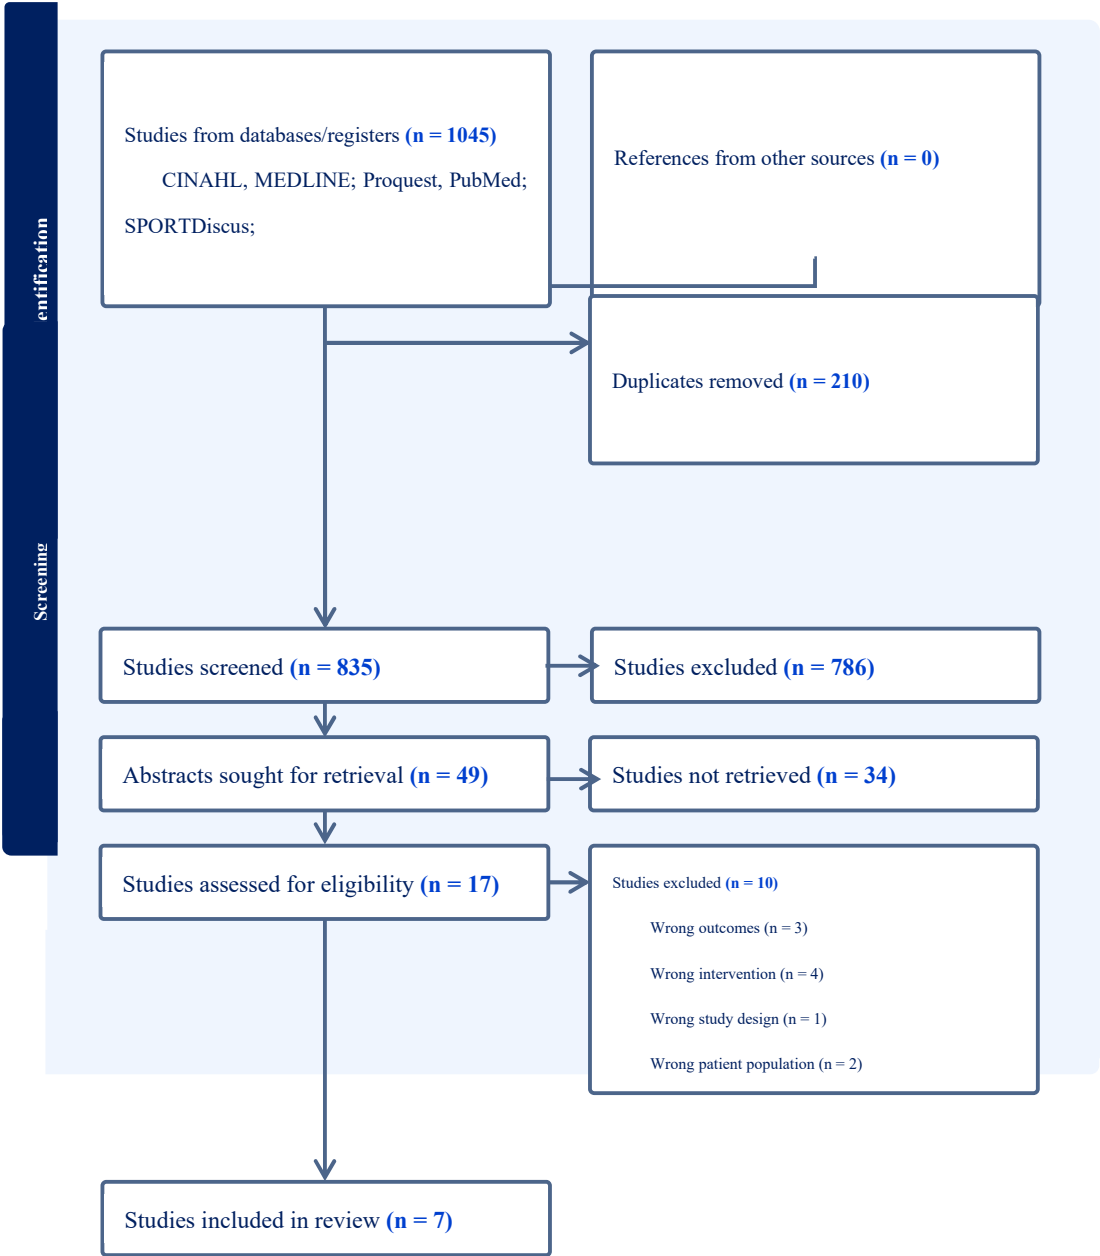 Studies from databases/registers (n = 1045)
CINAHL, MEDLINE; Proquest, PubMed;
SPORTDiscus;
References from other sources (n = 0)
entification
Duplicates removed (n = 210)
Screening
Studies screened (n = 835)
Studies excluded (n = 786)
Abstracts sought for retrieval (n = 49)
Studies not retrieved (n = 34)
Studies assessed for eligibility (n = 17)
Studies excluded (n = 10)
Wrong outcomes (n = 3)
Wrong intervention (n = 4)
Wrong study design (n = 1)
Wrong patient population (n = 2)
Studies included in review (n = 7)